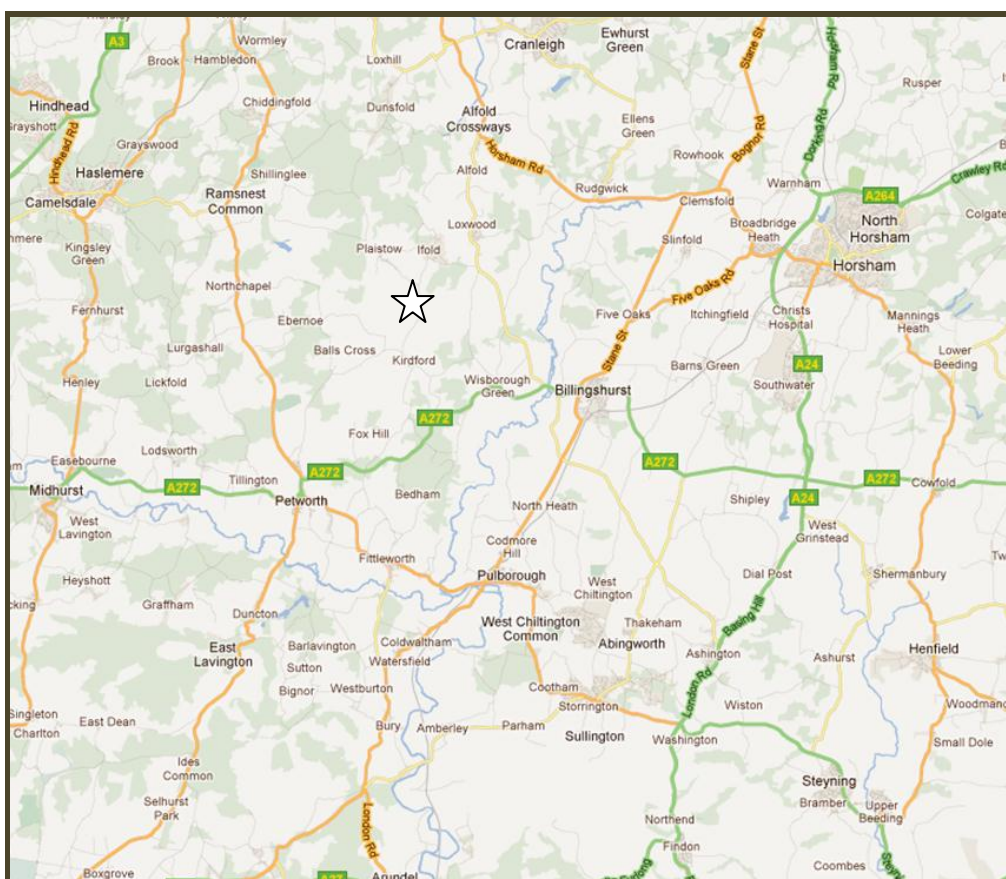 Wormley
Cranleigh
Ewhurst
Green
A3
Brook
Hambledon
Loxhill
Stane St
Horsham Rd
Rusper
Hindhead
Chiddingfold
Dunsfold
Alfold
Crossways
Ellens
Green
Grayshott
Hindhead Rd
Grayswood
Haslemere
Shillinglee
Alfold
Horsham Rd
Rowhook
Bognor Rd
Dorking Rd
Warnham
A264
Crawley Rd
Camelsdale
Ramsnest
Common
Rudgwick
Clemsfold
Loxwood
Broadbridge
Heath
North
Horsham
Colgate
Kingsley
Green
Plaistow
Ifold
Slinfold
Horsham
Northchapel
Five Oaks Rd
Fernhurst
Ebernoe
Five Oaks
Itchingfield
Christs
Hospital
Mannings
Heath
Lurgashall
Balls Cross
Kirdford
Stane St
Barns Green
A24
Lower
Beeding
Henley
Lickfold
Wisborough
Green
Billingshurst
Southwater
A272
Fox Hill
Lodsworth
Easebourne
A272
A272
Tillington
A272
A272
Midhurst
Petworth
Bedham
Shipley
A24
Cowfold
North Heath
West
Lavington
West
Grinstead
Codmore
Hill
Fittleworth
Pulborough
Heyshott
West
Chiltington
Dial Post
Shermanbury
Graffham
Duncton
West Chiltington
Common
Thakeham
Basing Hill
East
Lavington
Barlavington
Coldwaltham
Abingworth
Henfield
Sutton
Watersfield
Ashington
Ashurst
Bignor
Westburton
Cootham
London Rd
Storrington
Wiston
Singleton
East Dean
Charlton
Bury
Amberley
Parham
Sullington
Washington
Small Dole
Ides
Common
Steyning
Selhurst
Park
Bramber
Upper
Beeding
London Rd
Northend
Findon
Boxgrove
Arundel
Coombes